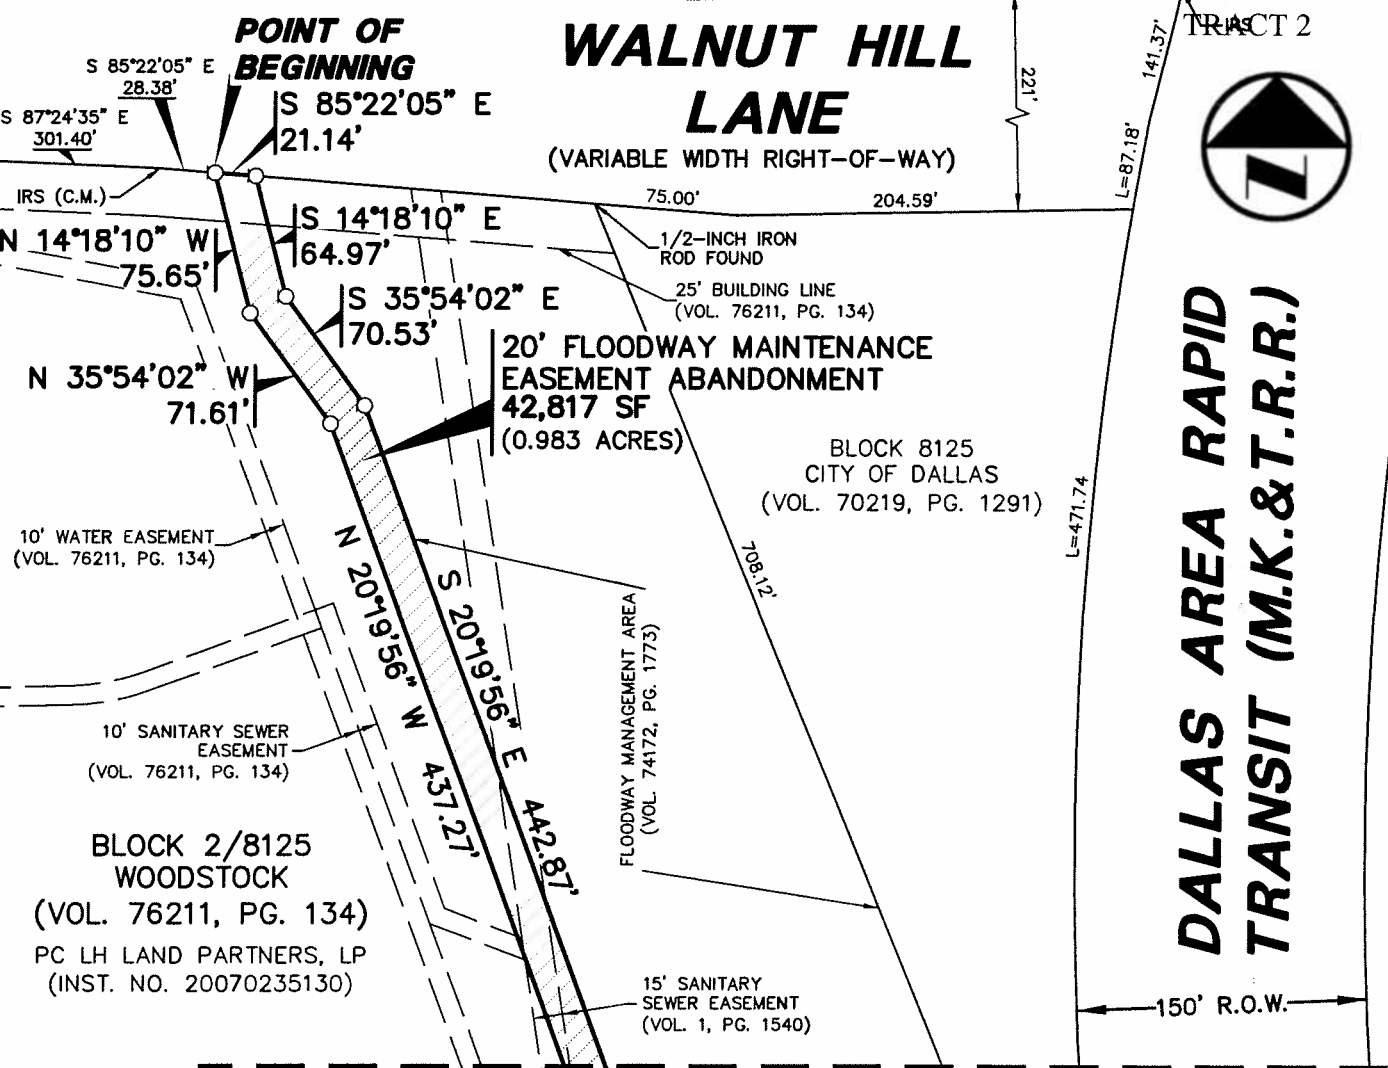 POINT OF
BEGINNING
S 85°22'05" E
28.38'
S 87°24'35" E
301.40'
S 85°22'05" E
21.14'
IRS (C.M.)
WALNUT HILL
LANE
(VARIABLE WIDTH RIGHT-OF-WAY)
221'
141.37'
TRACT 2
L=87.18'
75.00'
204.59'
N 14°18'10" W
75.65'
S 14°18'10" E
64.97'
1/2-INCH IRON
ROD FOUND
25' BUILDING LINE
(VOL. 76211, PG. 134)
S 35°54'02" E
70.53'
N 35°54'02" W
71.61'
20' FLOODWAY MAINTENANCE
EASEMENT ABANDONMENT
42,817 SF
(0.983 ACRES)
BLOCK 8125
CITY OF DALLAS
(VOL. 70219, PG. 1291)
L=471.74
708.12'
10' WATER EASEMENT
(VOL. 76211, PG. 134)
N 20°19'56" W 437.27'
S 20°19'56" E 442.87'
FLOODWAY MANAGEMENT AREA
(VOL. 74172, PG. 1773)
10' SANITARY SEWER
EASEMENT
(VOL. 76211, PG. 134)
BLOCK 2/8125
WOODSTOCK
(VOL. 76211, PG. 134)
PC LH LAND PARTNERS, LP
(INST. NO. 20070235130)
15' SANITARY
SEWER EASEMENT
(VOL. 1, PG. 1540)
DALLAS AREA RAPID
TRANSIT (M.K.&T.R.R.)
150' R.O.W.